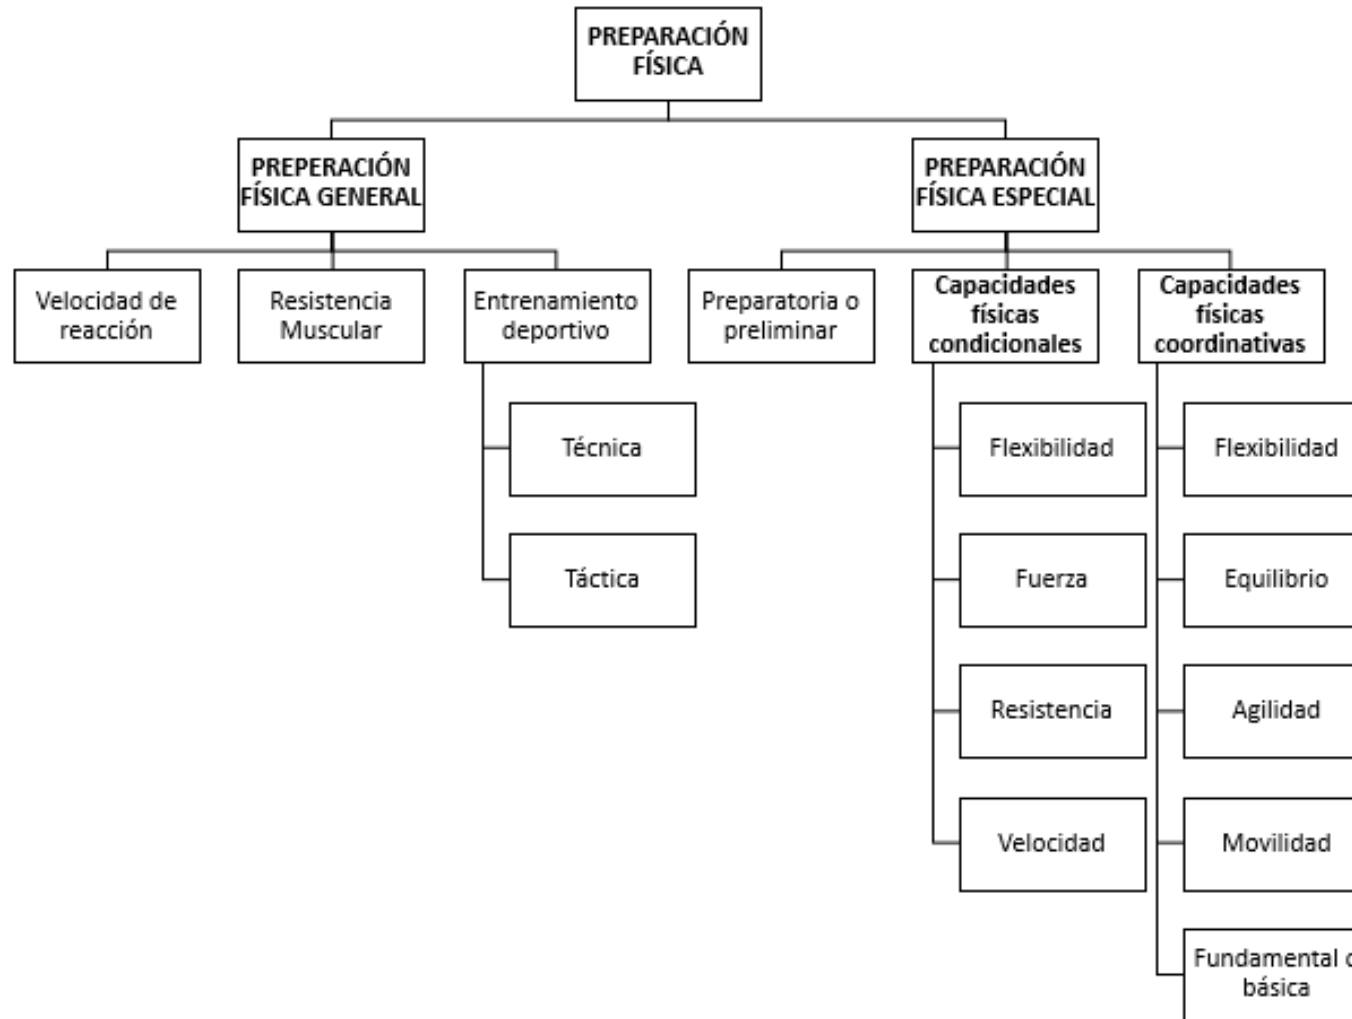 PREPARACIÓN
FÍSICA
PREPERACIÓN
FÍSICA GENERAL
PREPARACIÓN
FÍSICA ESPECIAL
Velocidad de
reacción
Resistencia
Muscular
Entrenamiento
deportivo
Preparatoria o
preliminar
Capacidades
físicas
condicionales
Capacidades
físicas
coordinativas
Técnica
Táctica
Flexibilidad
Fuerza
Resistencia
Velocidad
Flexibilidad
Equilibrio
Agilidad
Movilidad
Fundamental
básica